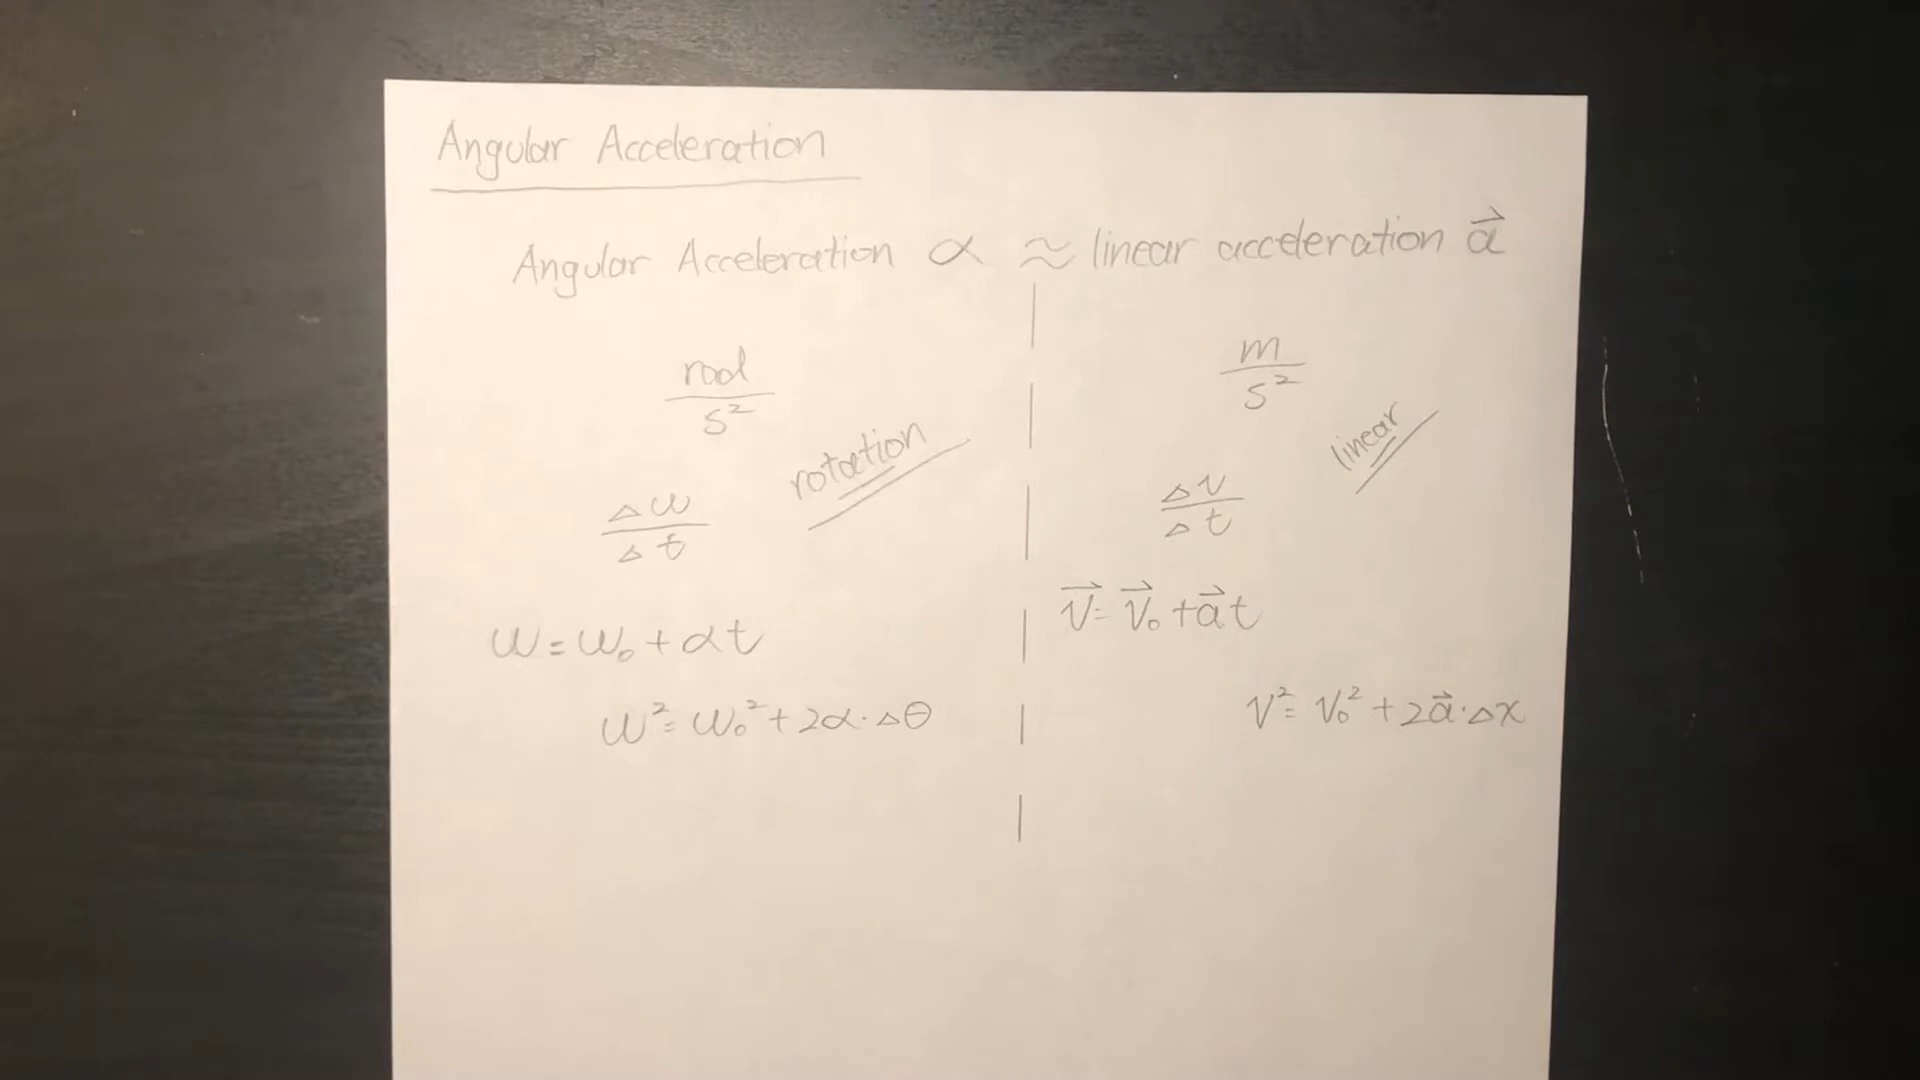 Angular Acceleration
Angular Acceleration α ≈ linear acceleration a⃗
rad/s²
m/s²
rotation
linear
Δω/Δt
Δv/Δt
ω = ω₀ + αt
v⃗ = v⃗₀ + a⃗t
ω² = ω₀² + 2α·Δθ
v² = v₀² + 2a⃗·Δx